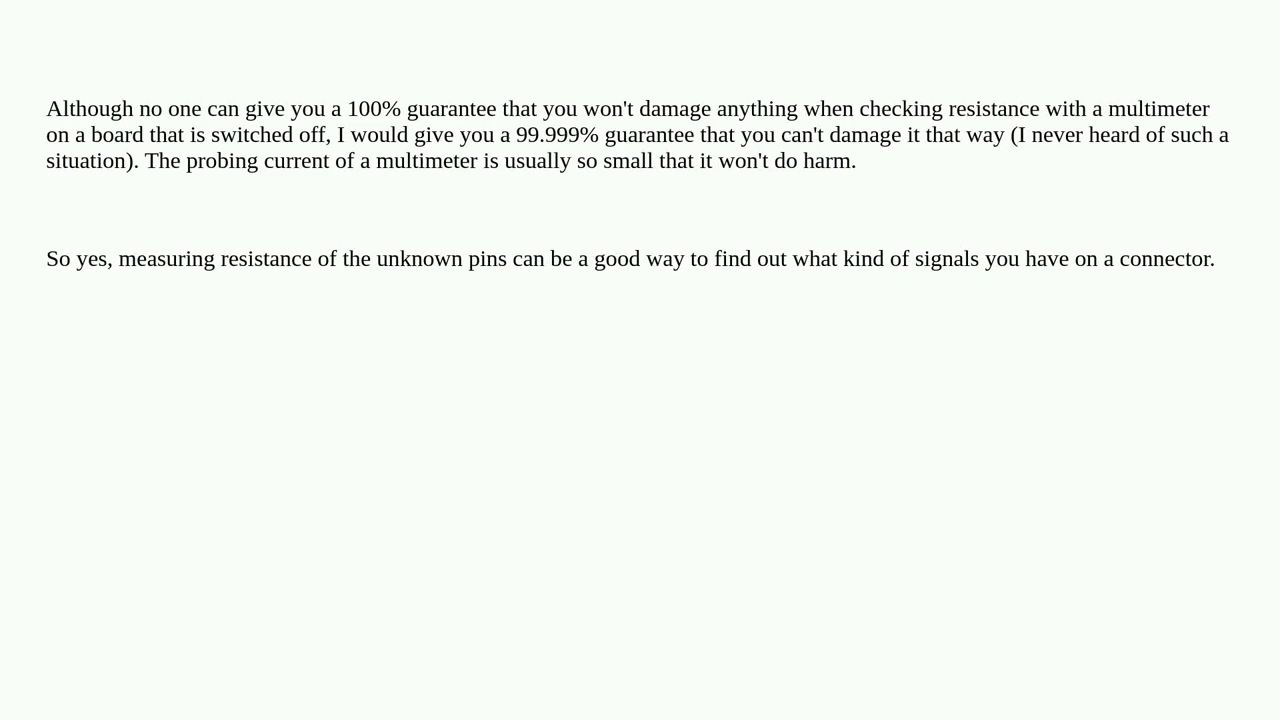 Although no one can give you a 100% guarantee that you won't damage anything when checking resistance with a multimeter
on a board that is switched off, I would give you a 99.999% guarantee that you can't damage it that way (I never heard of such a
situation). The probing current of a multimeter is usually so small that it won't do harm.
So yes, measuring resistance of the unknown pins can be a good way to find out what kind of signals you have on a connector.